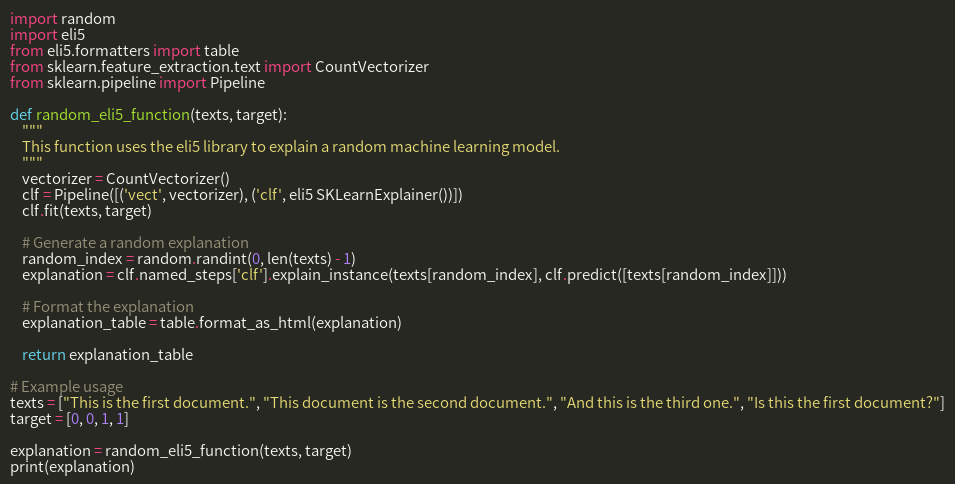 import random
import eli5
from eli5.formatters import table
from sklearn.feature_extraction.text import CountVectorizer
from sklearn.pipeline import Pipeline

def random_eli5_function(texts, target):
    """
    This function uses the eli5 library to explain a random machine learning model.
    """
    vectorizer = CountVectorizer()
    clf = Pipeline([('vect', vectorizer), ('clf', eli5 SKLearnExplainer())])
    clf.fit(texts, target)

    # Generate a random explanation
    random_index = random.randint(0, len(texts) - 1)
    explanation = clf.named_steps['clf'].explain_instance(texts[random_index], clf.predict([texts[random_index]]))

    # Format the explanation
    explanation_table = table.format_as_html(explanation)

    return explanation_table

# Example usage
texts = ["This is the first document.", "This document is the second document.", "And this is the third one.", "Is this the first document?"]
target = [0, 0, 1, 1]

explanation = random_eli5_function(texts, target)
print(explanation)